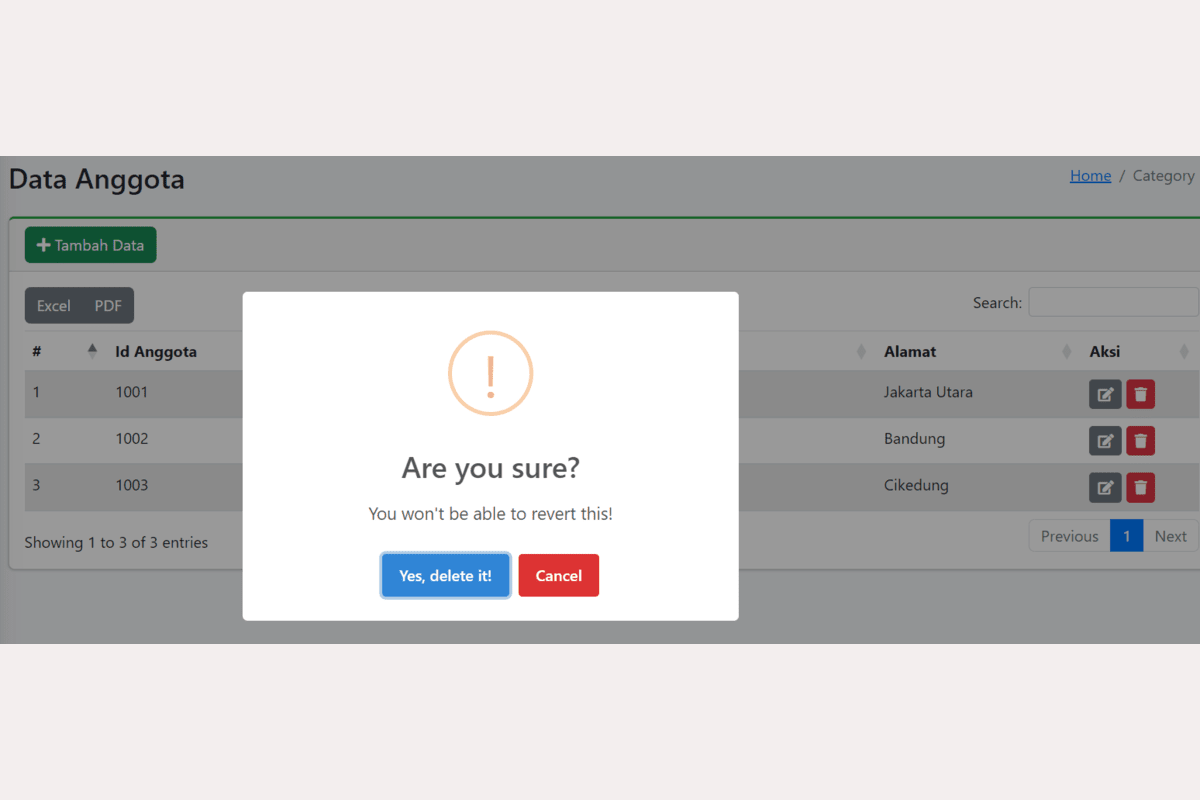 Data Anggota
Home / Category
Tambah Data
Excel PDF
Search:
# Id Anggota Alamat Aksi
1 1001 Jakarta Utara
2 1002 Bandung
3 1003 Cikedung
Showing 1 to 3 of 3 entries
Previous 1 Next
!
Are you sure?
You won't be able to revert this!
Yes, delete it! Cancel